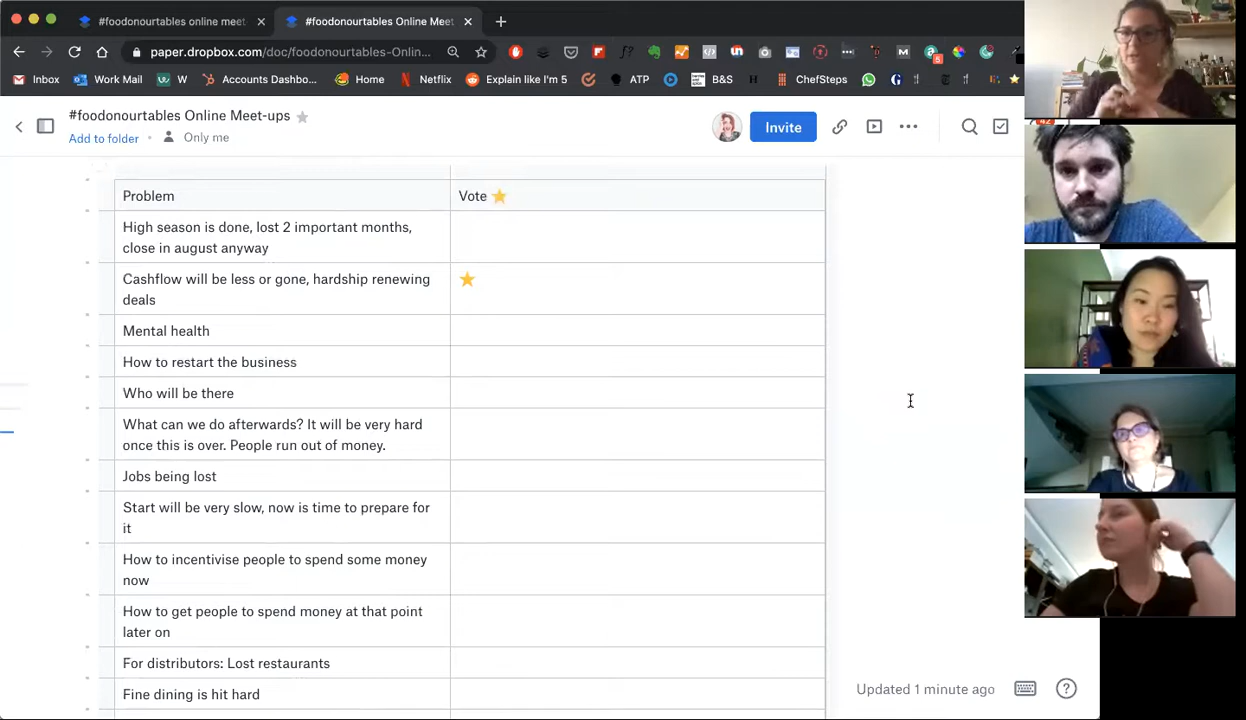 #foodonourtables online meet
#foodonourtables Online Meet
paper.dropbox.com/doc/foodonourtables-Onlin...
Inbox
Work Mail
W
Accounts Dashbo...
Home
Netflix
Explain like I'm 5
ATP
B&S
H
ChefSteps
#foodonourtables Online Meet-ups
Add to folder
Only me
Invite
Problem
Vote
High season is done, lost 2 important months,
close in august anyway
Cashflow will be less or gone, hardship renewing
deals
Mental health
How to restart the business
Who will be there
What can we do afterwards? It will be very hard
once this is over. People run out of money.
Jobs being lost
Start will be very slow, now is time to prepare for
it
How to incentivise people to spend some money
now
How to get people to spend money at that point
later on
For distributors: Lost restaurants
Fine dining is hit hard
Updated 1 minute ago